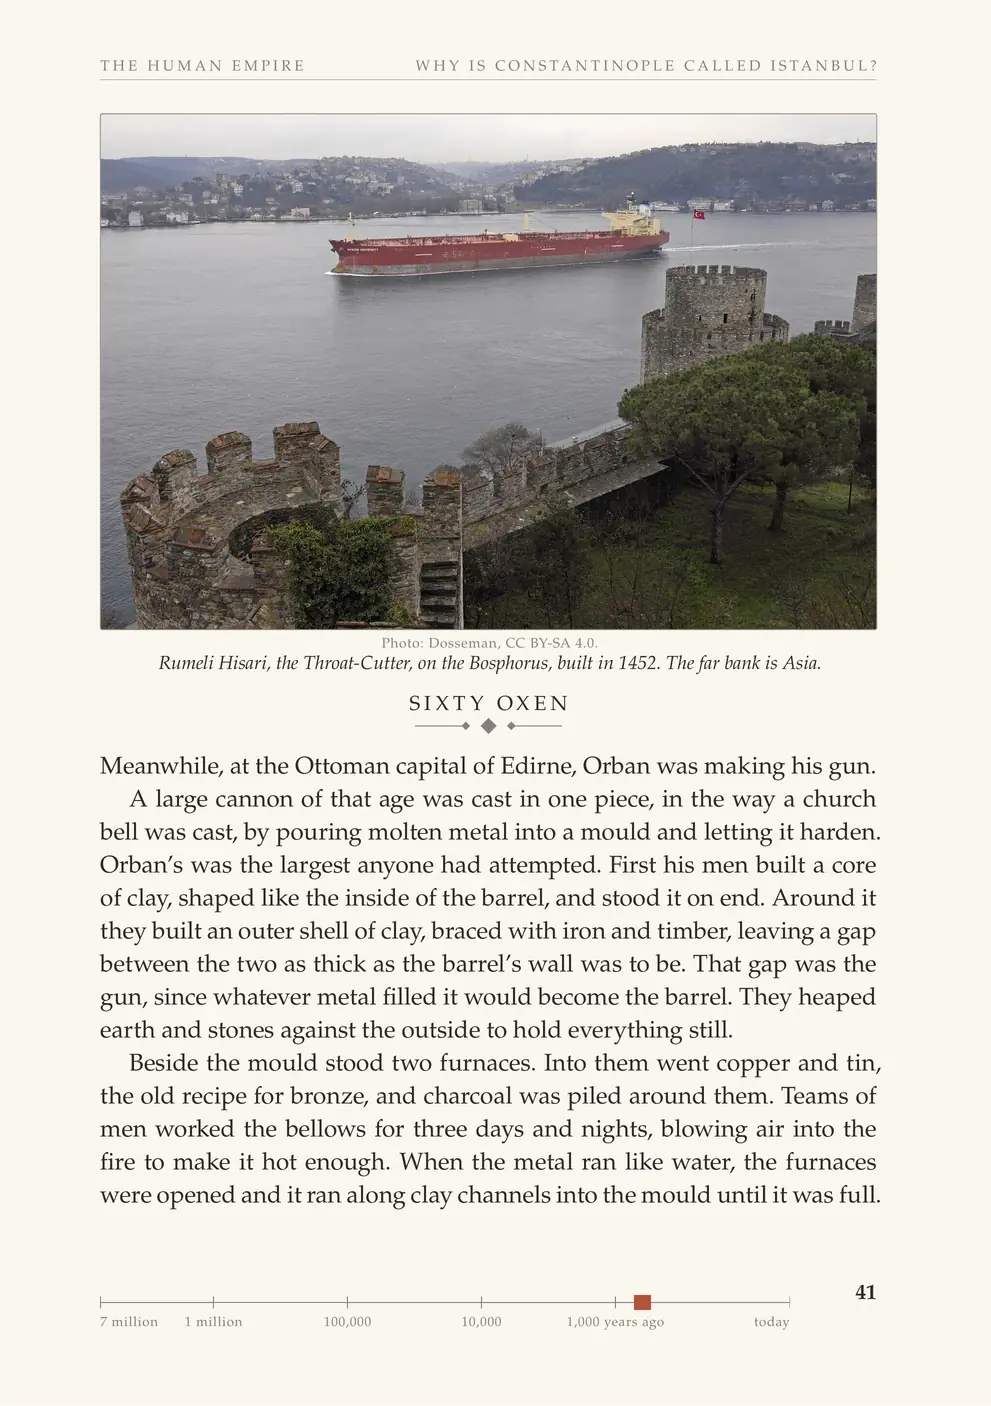 THE HUMAN EMPIRE
WHY IS CONSTANTINOPLE CALLED ISTANBUL?
Photo: Dosseman, CC BY-SA 4.0.
Rumeli Hisari, the Throat-Cutter, on the Bosphorus, built in 1452. The far bank is Asia.
SIXTY OXEN
Meanwhile, at the Ottoman capital of Edirne, Orban was making his gun.
A large cannon of that age was cast in one piece, in the way a church
bell was cast, by pouring molten metal into a mould and letting it harden.
Orban’s was the largest anyone had attempted. First his men built a core
of clay, shaped like the inside of the barrel, and stood it on end. Around it
they built an outer shell of clay, braced with iron and timber, leaving a gap
between the two as thick as the barrel’s wall was to be. That gap was the
gun, since whatever metal filled it would become the barrel. They heaped
earth and stones against the outside to hold everything still.
Beside the mould stood two furnaces. Into them went copper and tin,
the old recipe for bronze, and charcoal was piled around them. Teams of
men worked the bellows for three days and nights, blowing air into the
fire to make it hot enough. When the metal ran like water, the furnaces
were opened and it ran along clay channels into the mould until it was full.
41
7 million 1 million 100,000 10,000 1,000 years ago today